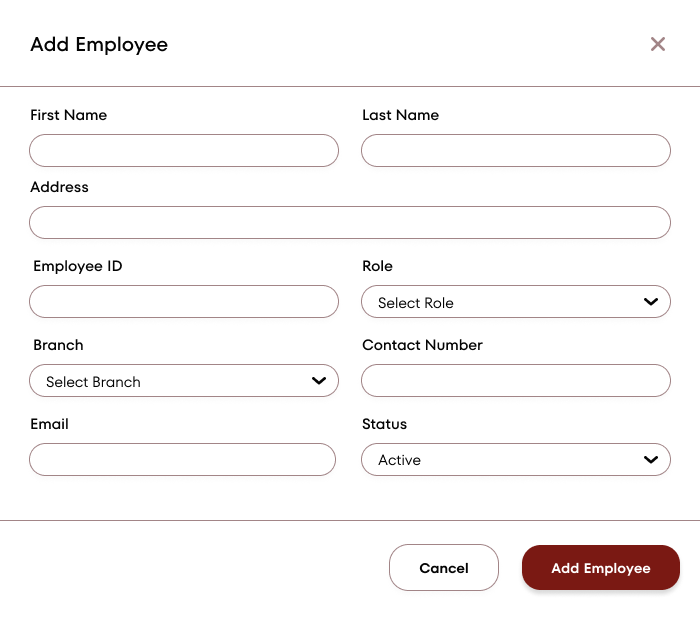 Add Employee
First Name Last Name
Address
Employee ID Role
Select Role
Branch Contact Number
Select Branch
Email Status
Active
Cancel Add Employee